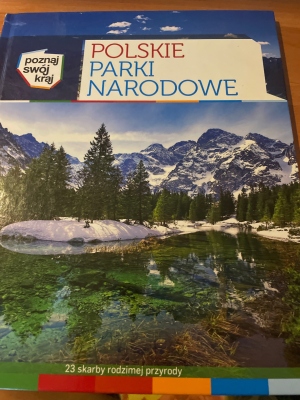 poznaj
swój
kraj
POLSKIE
PARKI
NARODOWE
23 skarby rodzimej przyrody